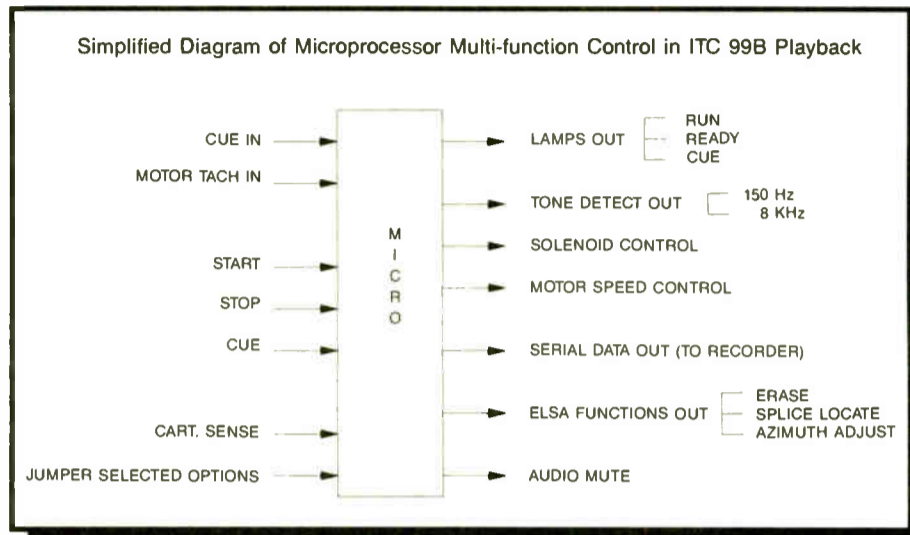 Simplified Diagram of Microprocessor Multi-function Control in ITC 99B Playback
CUE IN
MOTOR TACH IN
START
STOP
CUE
CART. SENSE
JUMPER SELECTED OPTIONS
MICRO
LAMPS OUT
RUN
READY
CUE
TONE DETECT OUT
150 Hz
8 KHz
SOLENOID CONTROL
MOTOR SPEED CONTROL
SERIAL DATA OUT (TO RECORDER)
ELSA FUNCTIONS OUT
ERASE
SPLICE LOCATE
AZIMUTH ADJUST
AUDIO MUTE